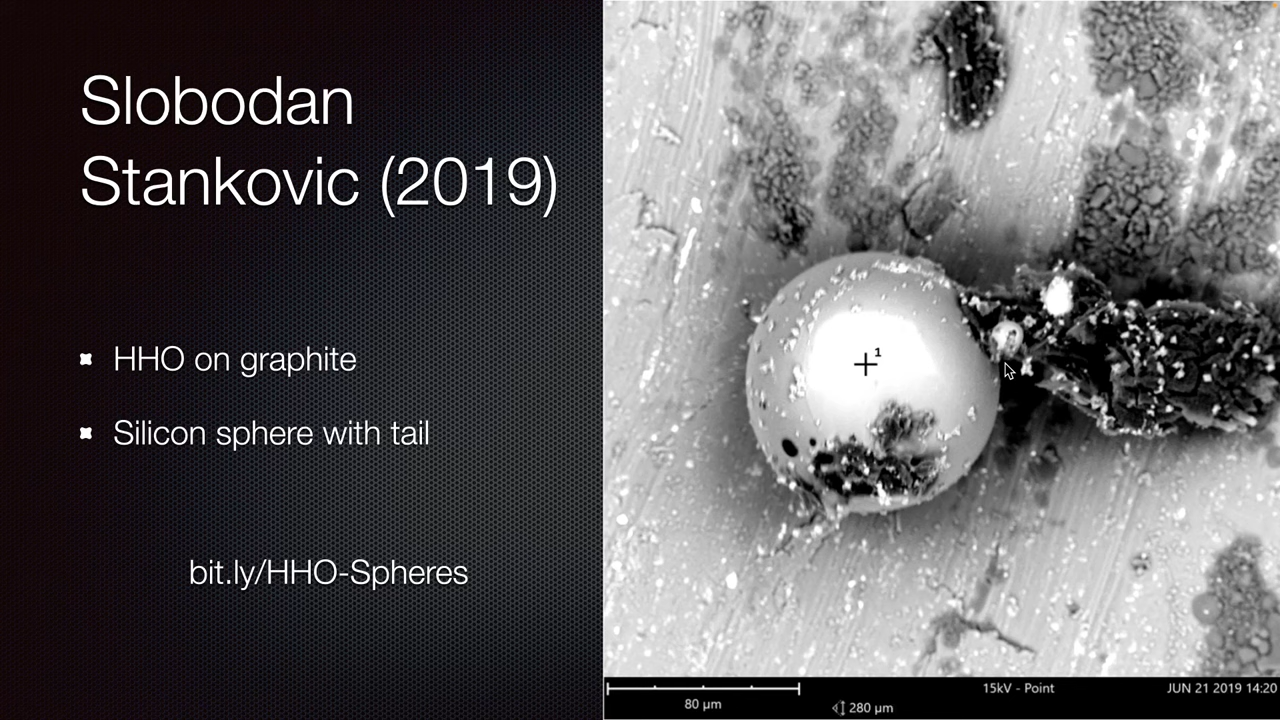 Slobodan
Stankovic (2019)
HHO on graphite
Silicon sphere with tail
bit.ly/HHO-Spheres
1
80 µm
280 µm
15kV - Point
JUN 21 2019 14:20